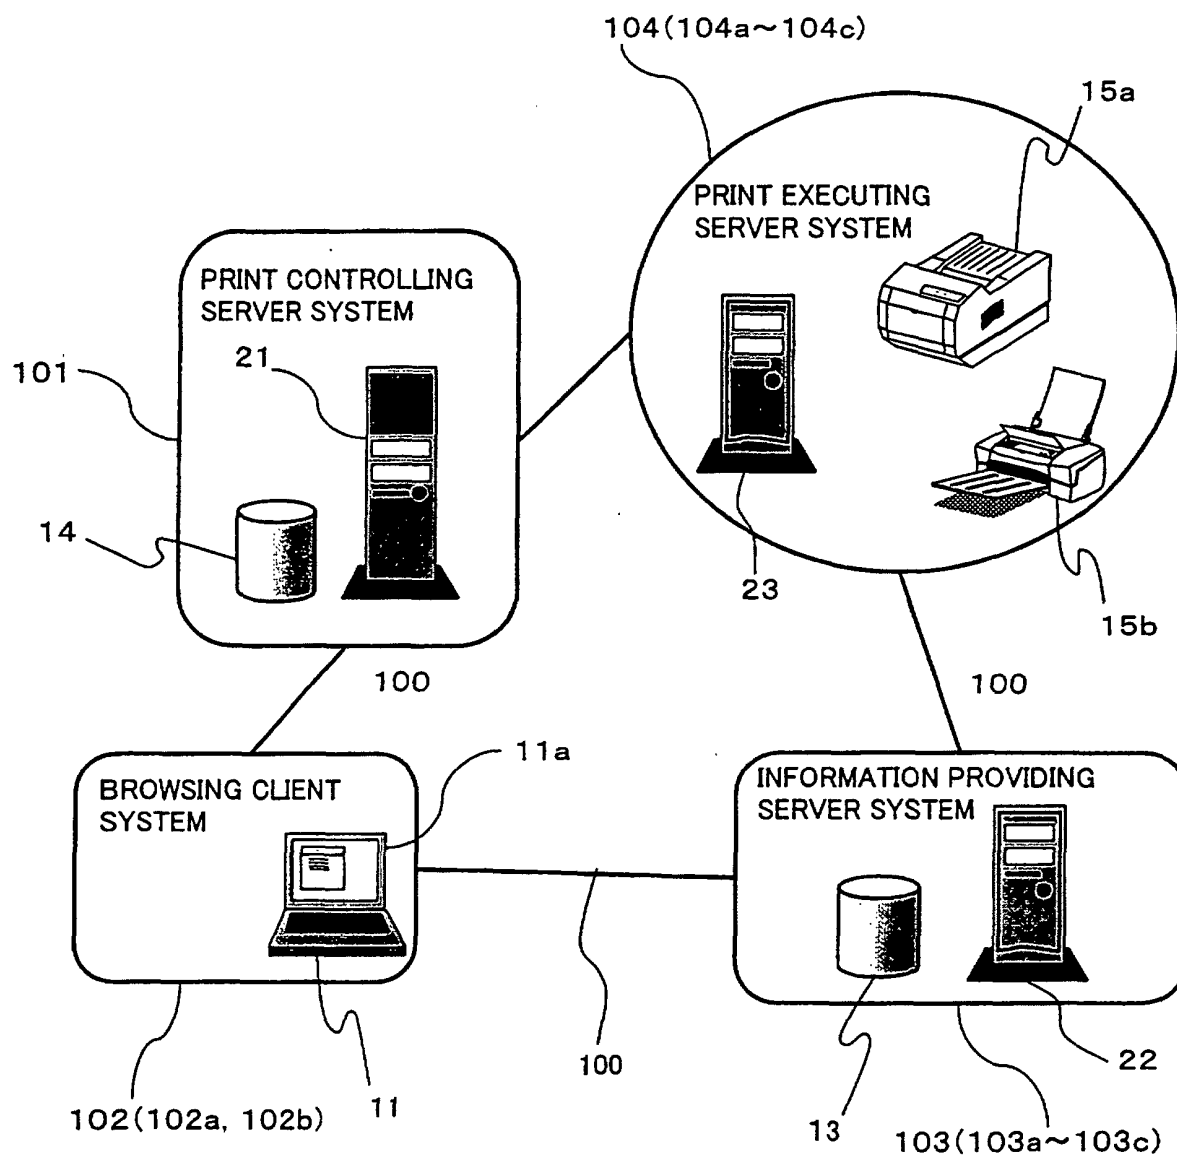 104(104a～104c)
15a
PRINT EXECUTING
SERVER SYSTEM
PRINT CONTROLLING
SERVER SYSTEM
21
101
14
23
15b
100
100
11a
BROWSING CLIENT
SYSTEM
INFORMATION PROVIDING
SERVER SYSTEM
100
22
11
102(102a, 102b)
13
103(103a～103c)